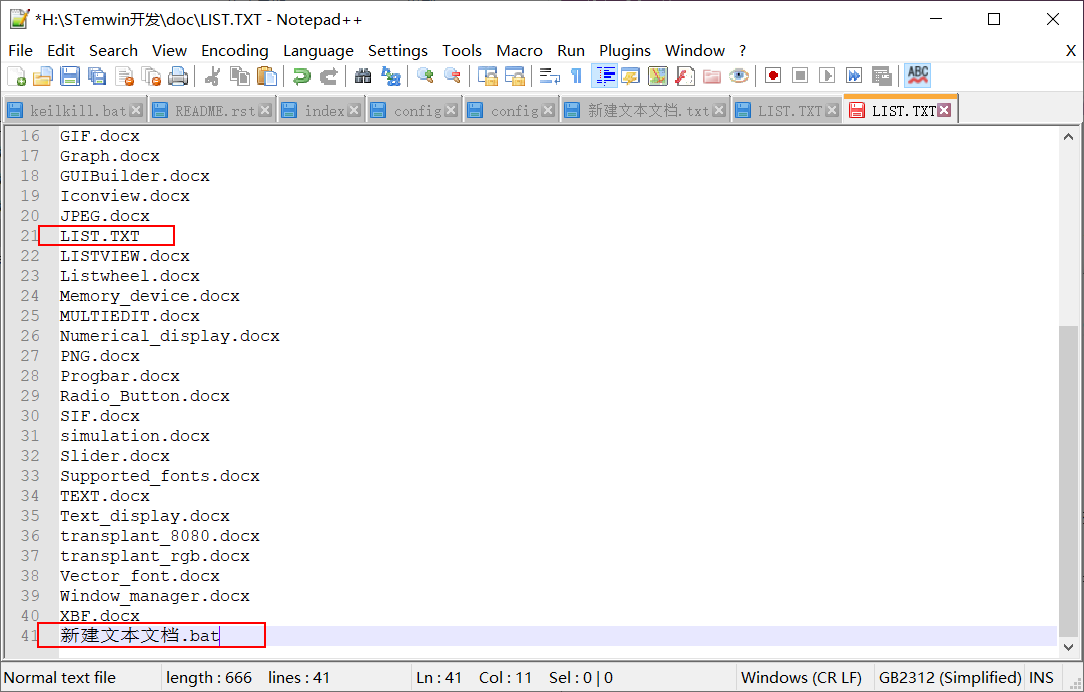 *H:\STemwin开发\doc\LIST.TXT - Notepad++
File Edit Search View Encoding Language Settings Tools Macro Run Plugins Window ? X
ABC
keilkill.bat README.rst index config config 新建文本文档.txt LIST.TXT LIST.TXT
16 GIF.docx
17 Graph.docx
18 GUIBuilder.docx
19 Iconview.docx
20 JPEG.docx
21 LIST.TXT
22 LISTVIEW.docx
23 Listwheel.docx
24 Memory_device.docx
25 MULTIEDIT.docx
26 Numerical_display.docx
27 PNG.docx
28 Progbar.docx
29 Radio_Button.docx
30 SIF.docx
31 simulation.docx
32 Slider.docx
33 Supported_fonts.docx
34 TEXT.docx
35 Text_display.docx
36 transplant_8080.docx
37 transplant_rgb.docx
38 Vector_font.docx
39 Window_manager.docx
40 XBF.docx
41 新建文本文档.bat
Normal text file length : 666 lines : 41 Ln : 41 Col : 11 Sel : 0 | 0 Windows (CR LF) GB2312 (Simplified) INS